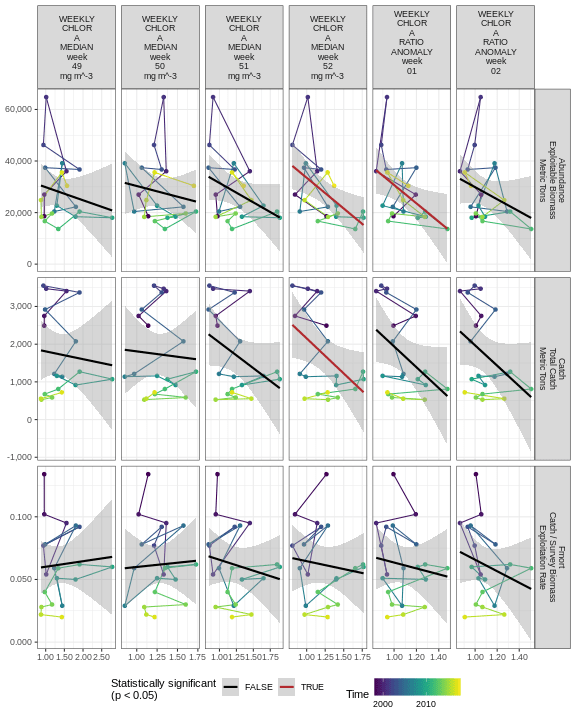 WEEKLY
CHLOR
A
MEDIAN
week
49
mg m^-3
WEEKLY
CHLOR
A
MEDIAN
week
50
mg m^-3
WEEKLY
CHLOR
A
MEDIAN
week
51
mg m^-3
WEEKLY
CHLOR
A
MEDIAN
week
52
mg m^-3
WEEKLY
CHLOR
A
RATIO
ANOMALY
week
01
WEEKLY
CHLOR
A
RATIO
ANOMALY
week
02
60,000
40,000
20,000
0
Abundance
Exploitable Biomass
Metric Tons
3,000
2,000
1,000
0
-1,000
Catch
Total Catch
Metric Tons
0.100
0.050
0.000
Fmort
Catch / Survey Biomass
Exploitation Rate
1.00 1.50 2.00 2.50
1.00 1.25 1.50 1.75
1.00 1.25 1.50 1.75
1.00 1.25 1.50 1.75
1.00 1.20 1.40
1.00 1.20 1.40
Statistically significant
(p < 0.05)
FALSE
TRUE
Time
2000
2010